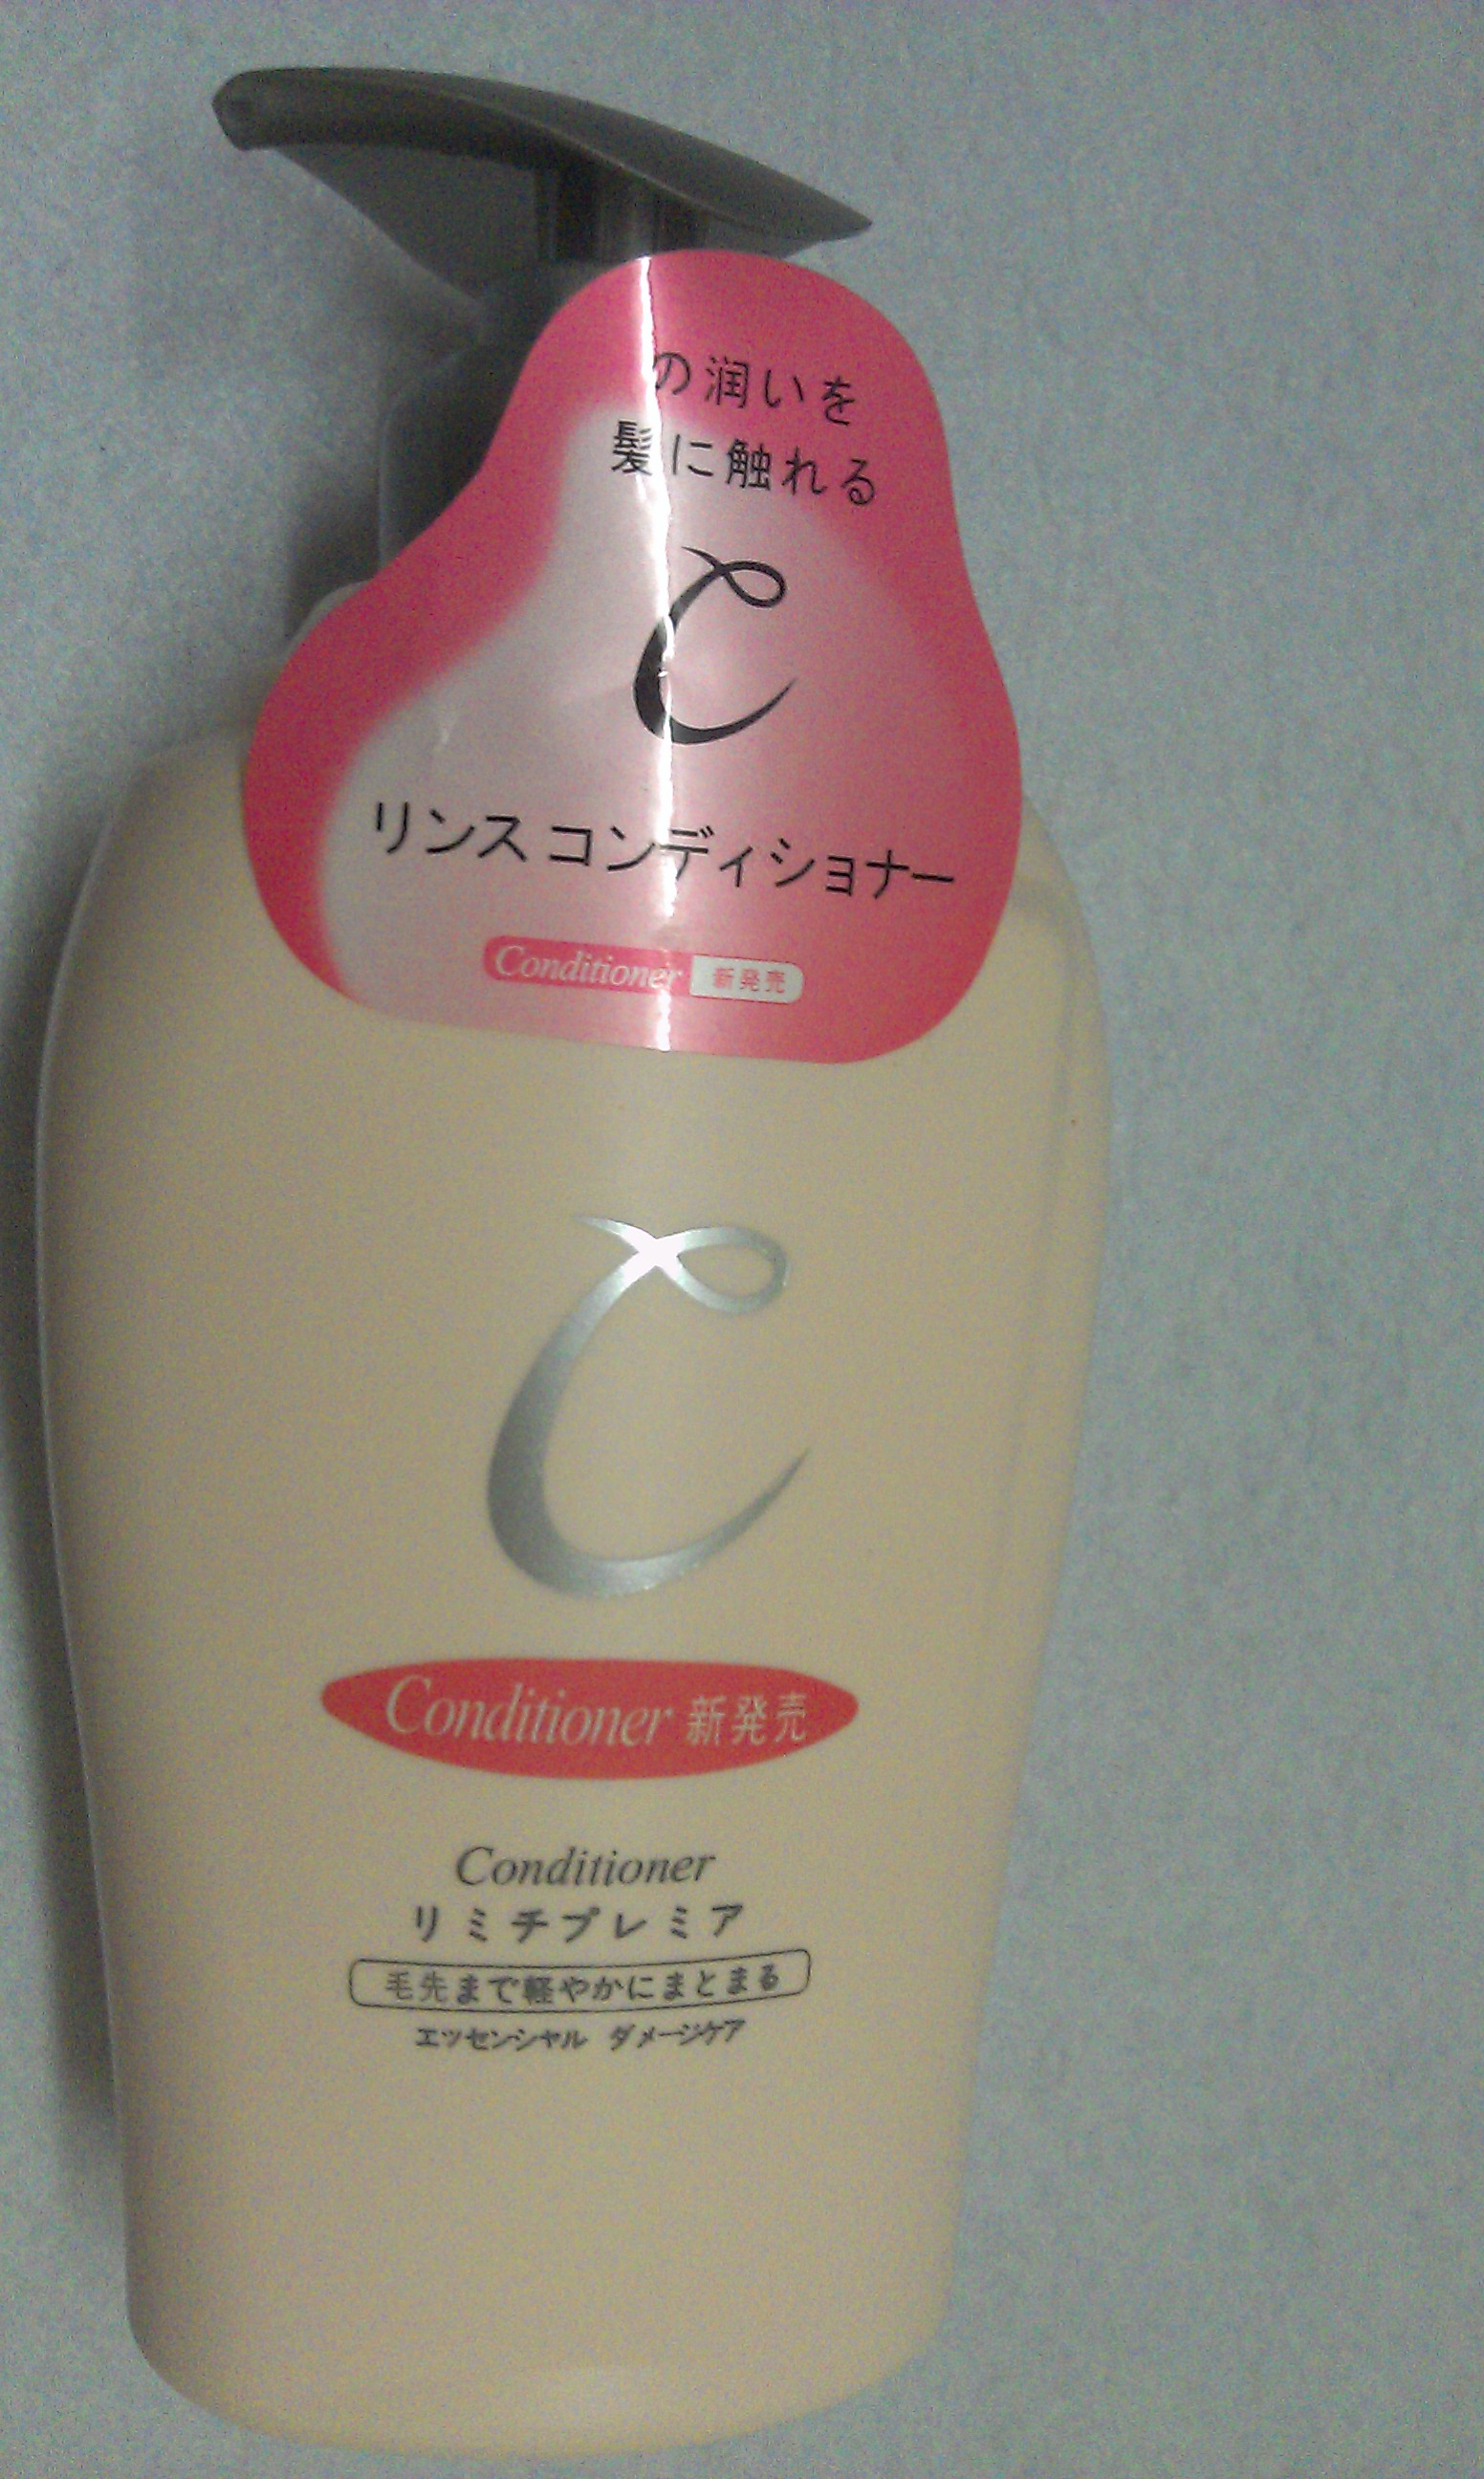 の潤いを
髪に触れる
C
リンス コンディショナー
Conditioner 新発売
C
Conditioner 新発売
Conditioner
リミチプレミア
毛先まで軽やかにまとまる
エッセンシャル ダメージケア